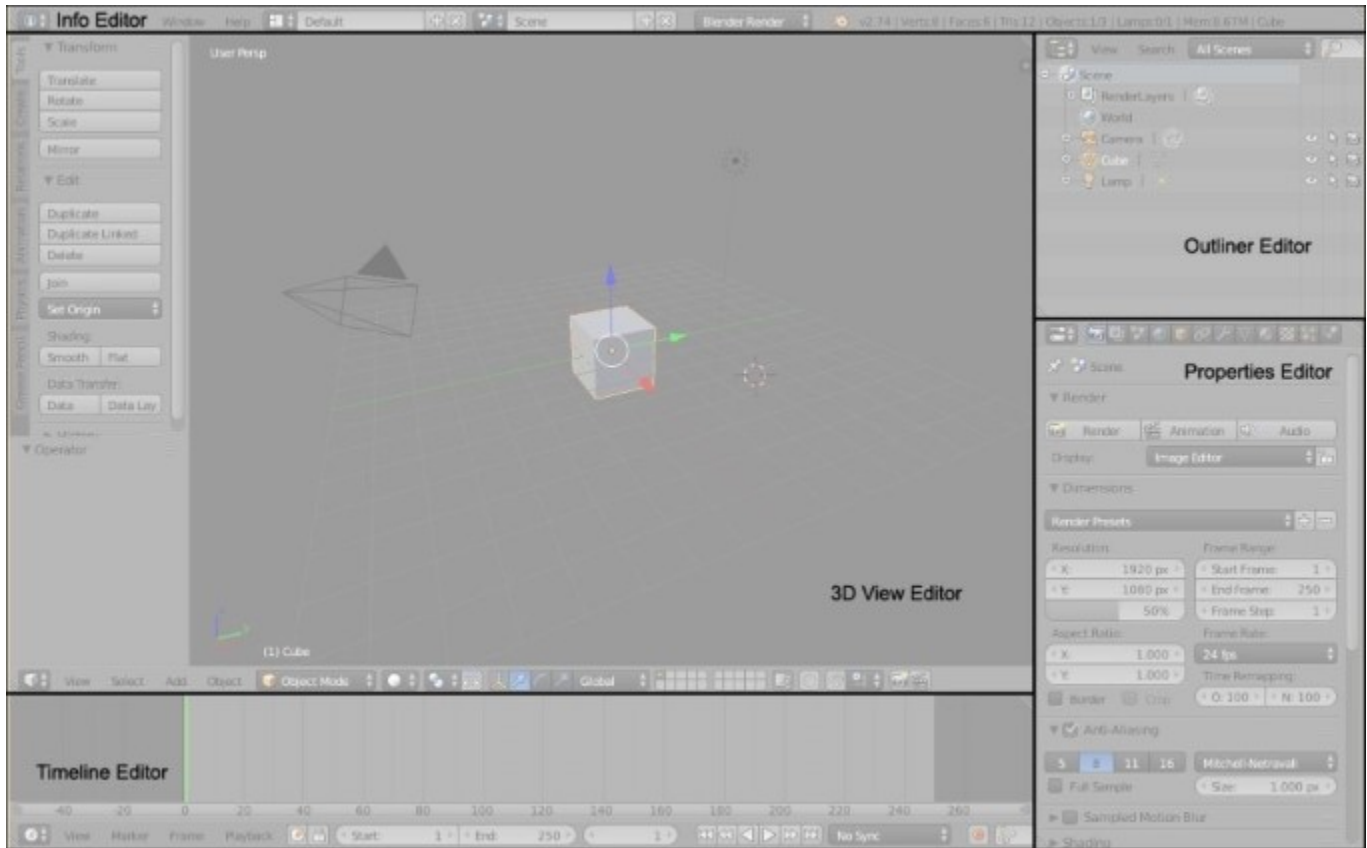 Info Editor Window Help Default Scene Blender Render v2.74 | Verts:8 | Faces:6 | Tris:12 | Objects:1/3 | Lamps:0/1 | Mem:8.67M | Cube
Tools
Create
Relations
Animation
Physics
Grease Pencil
Transform
Translate
Rotate
Scale
Mirror
Edit
Duplicate
Duplicate Linked
Delete
Join
Set Origin
Shading:
Smooth Flat
Data Transfer:
Data Data Lay
History
Operator
User Persp
3D View Editor
(1) Cube
View Select Add Object Object Mode Global
View Search All Scenes
Scene
RenderLayers |
World
Camera |
Cube |
Lamp |
Outliner Editor
Scene
Properties Editor
Render
Render Animation Audio
Display: Image Editor
Dimensions
Render Presets
Resolution: Frame Range:
X: 1920 px Start Frame: 1
Y: 1080 px End Frame: 250
50% Frame Step: 1
Aspect Ratio: Frame Rate:
X: 1.000 24 fps
Y: 1.000 Time Remapping:
Border Crop O: 100 N: 100
Anti-Aliasing
5 8 11 16 Mitchell-Netravali
Full Sample Size: 1.000 px
Sampled Motion Blur
Shading
Timeline Editor
-40 -20 0 20 40 60 80 100 120 140 160 180 200 220 240 260
View Marker Frame Playback Start: 1 End: 250 1 No Sync